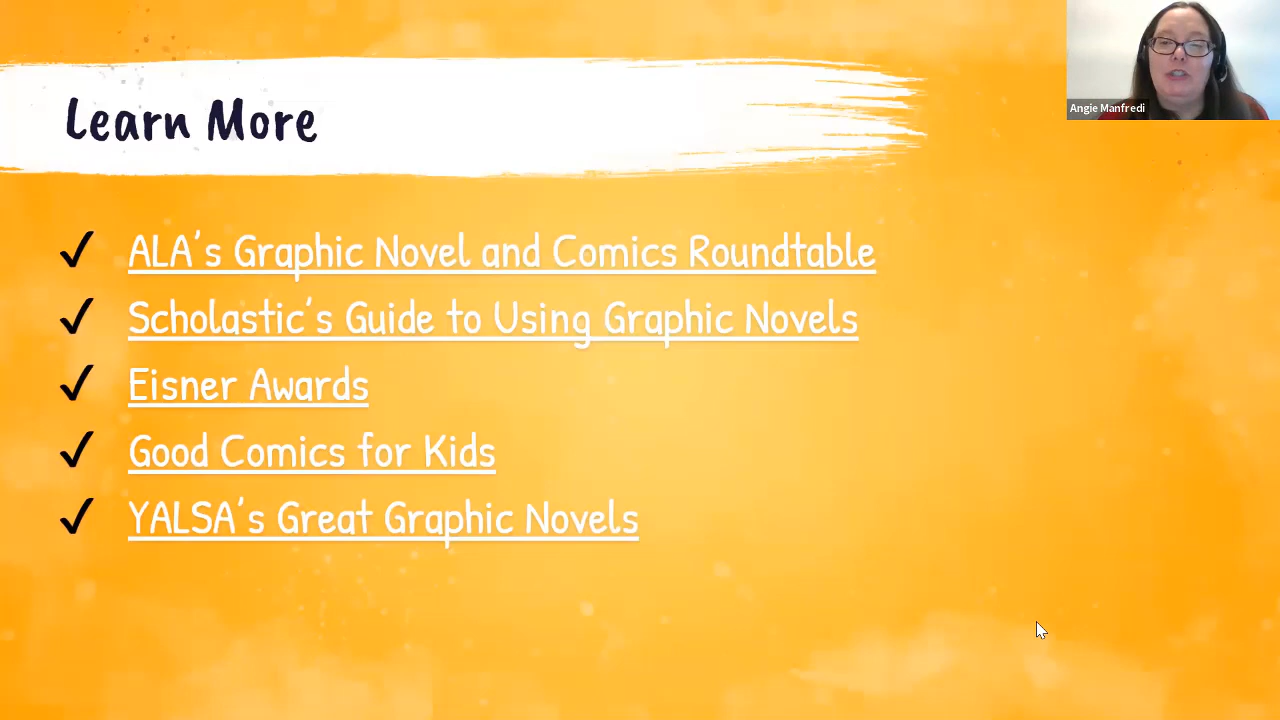 Learn More
Angie Manfredi
ALA's Graphic Novel and Comics Roundtable
Scholastic's Guide to Using Graphic Novels
Eisner Awards
Good Comics for Kids
YALSA's Great Graphic Novels